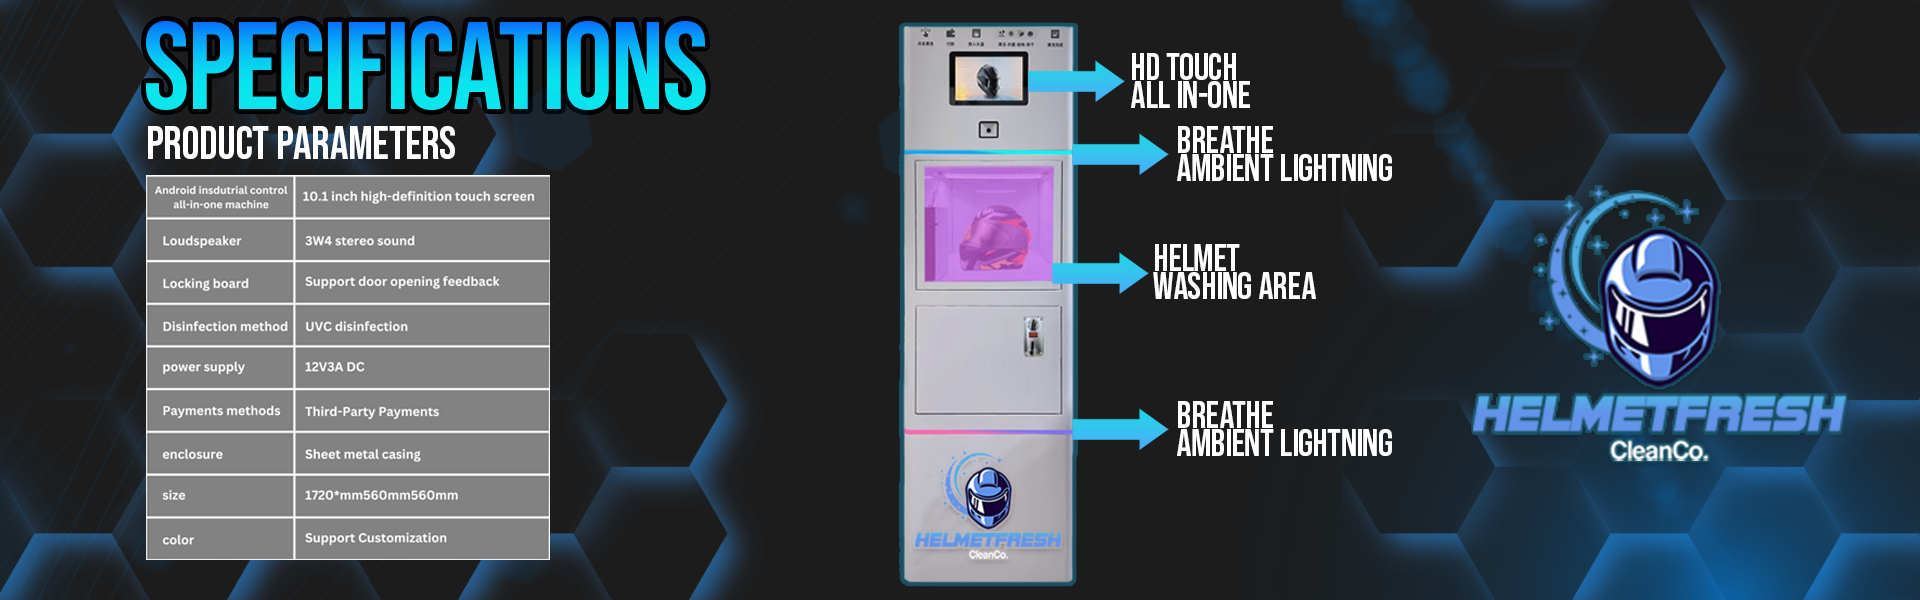 SPECIFICATIONS
PRODUCT PARAMETERS
Android insdutrial control
all-in-one machine
10.1 inch high-definition touch screen
Loudspeaker
3W4 stereo sound
Locking board
Support door opening feedback
Disinfection method
UVC disinfection
power supply
12V3A DC
Payments methods
Third-Party Payments
enclosure
Sheet metal casing
size
1720*mm560mm560mm
color
Support Customization
HD TOUCH
ALL IN-ONE
BREATHE
AMBIENT LIGHTNING
HELMET
WASHING AREA
BREATHE
AMBIENT LIGHTNING
HELMETFRESH
CleanCo.
HELMETFRESH
CleanCo.